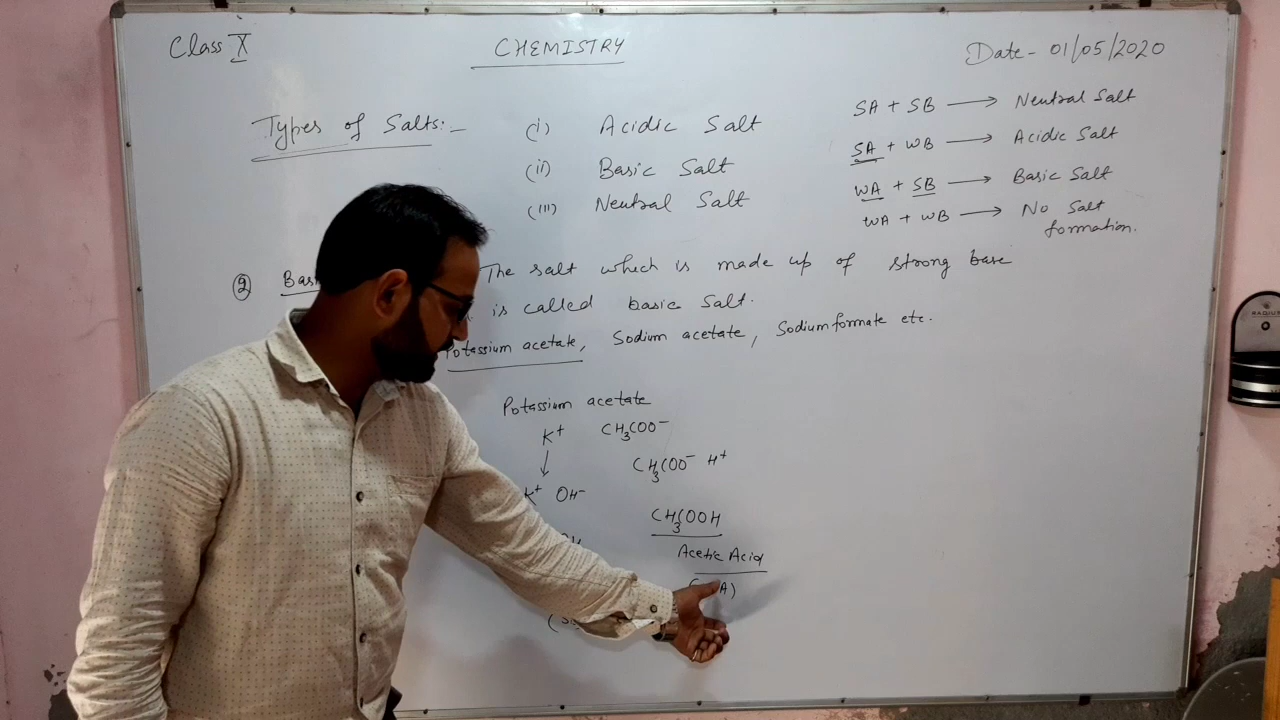 Class X
CHEMISTRY
Date - 01/05/2020
Types of Salts:-
(i) Acidic Salt
(ii) Basic Salt
(iii) Neutral Salt
SA + SB → Neutral Salt
SA + WB → Acidic Salt
WA + SB → Basic Salt
WA + WB → No Salt
formation.
② The salt which is made up of strong base
is called basic Salt.
Potassium acetate, Sodium acetate, Sodium formate etc.
Potassium acetate
K⁺ CH₃COO⁻
↓
CH₃COO⁻ H⁺
K⁺ OH⁻
CH₃COOH
Acetic Acid
A)
RADIUS